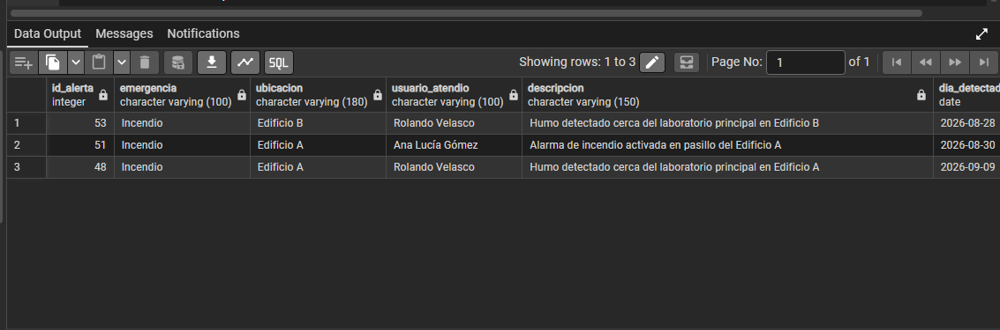 Data Output Messages Notifications
SQL Showing rows: 1 to 3 Page No: 1 of 1
id_alerta emergencia ubicacion usuario_atendio descripcion dia_detectad
integer character varying (100) character varying (180) character varying (100) character varying (150) date
1 53 Incendio Edificio B Rolando Velasco Humo detectado cerca del laboratorio principal en Edificio B 2026-08-28
2 51 Incendio Edificio A Ana Lucía Gómez Alarma de incendio activada en pasillo del Edificio A 2026-08-30
3 48 Incendio Edificio A Rolando Velasco Humo detectado cerca del laboratorio principal en Edificio A 2026-09-09